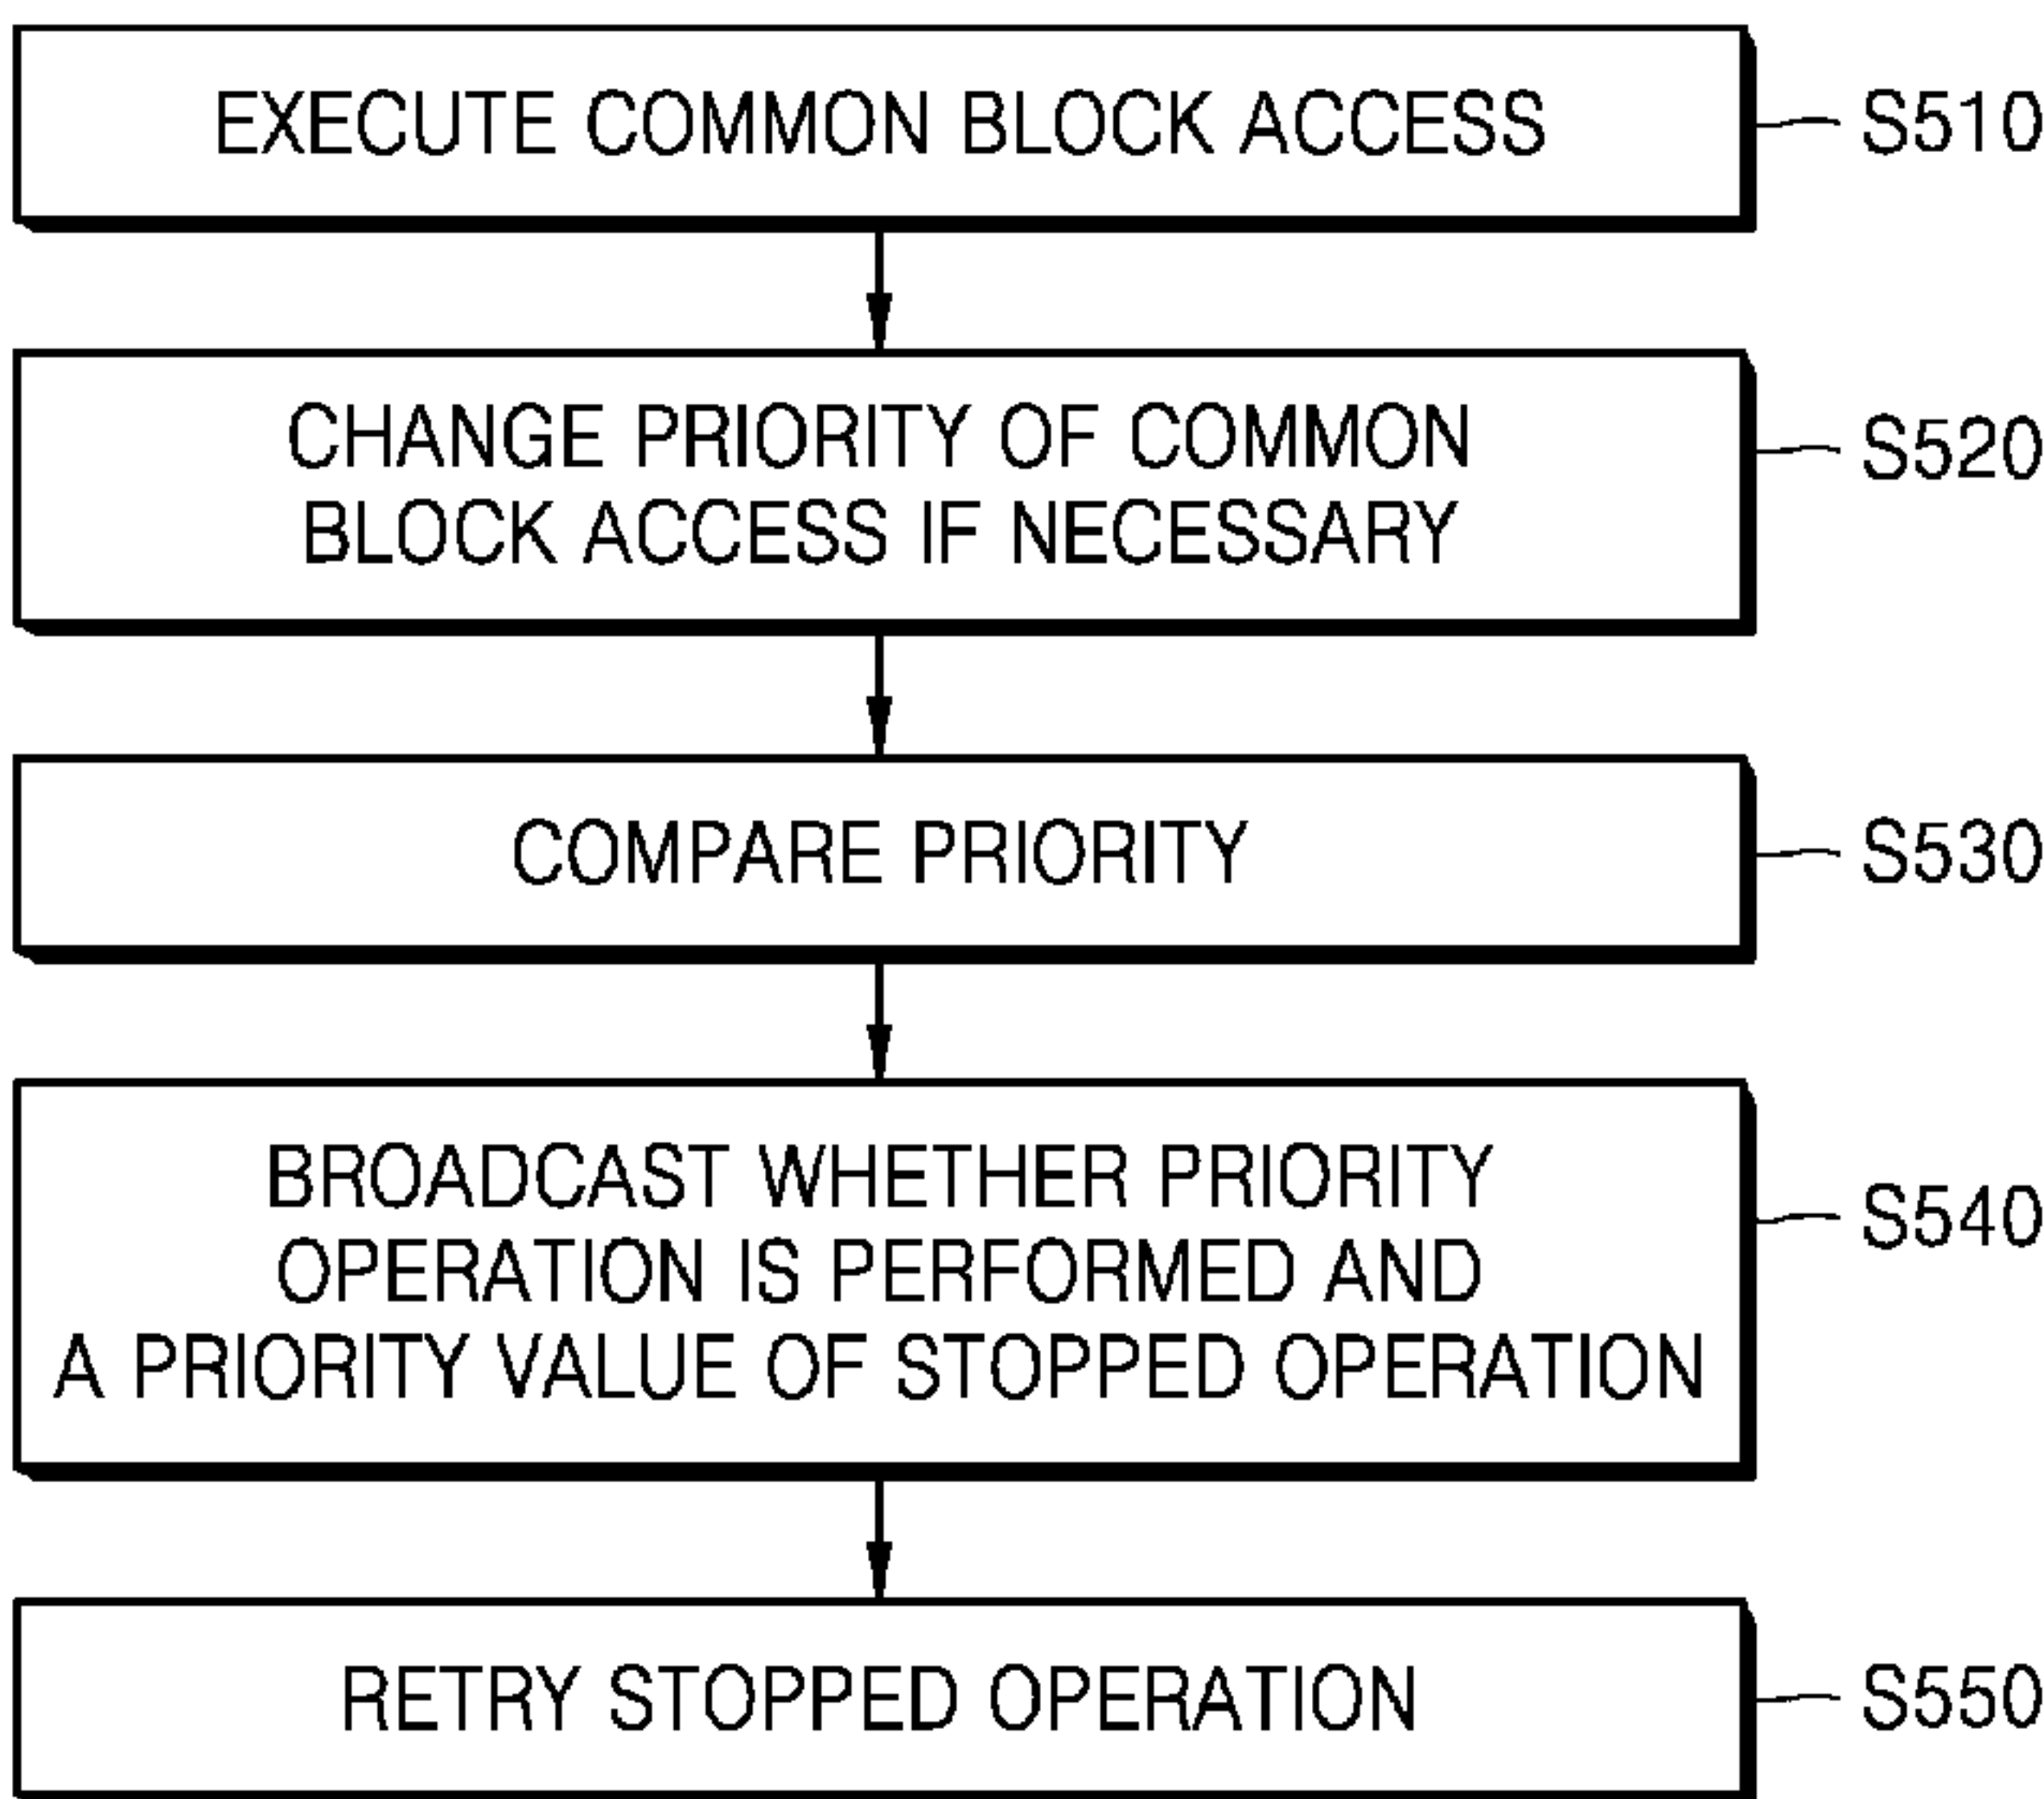 EXECUTE COMMON BLOCK ACCESS
S510
CHANGE PRIORITY OF COMMON
BLOCK ACCESS IF NECESSARY
S520
COMPARE PRIORITY
S530
BROADCAST WHETHER PRIORITY
OPERATION IS PERFORMED AND
A PRIORITY VALUE OF STOPPED OPERATION
S540
RETRY STOPPED OPERATION
S550